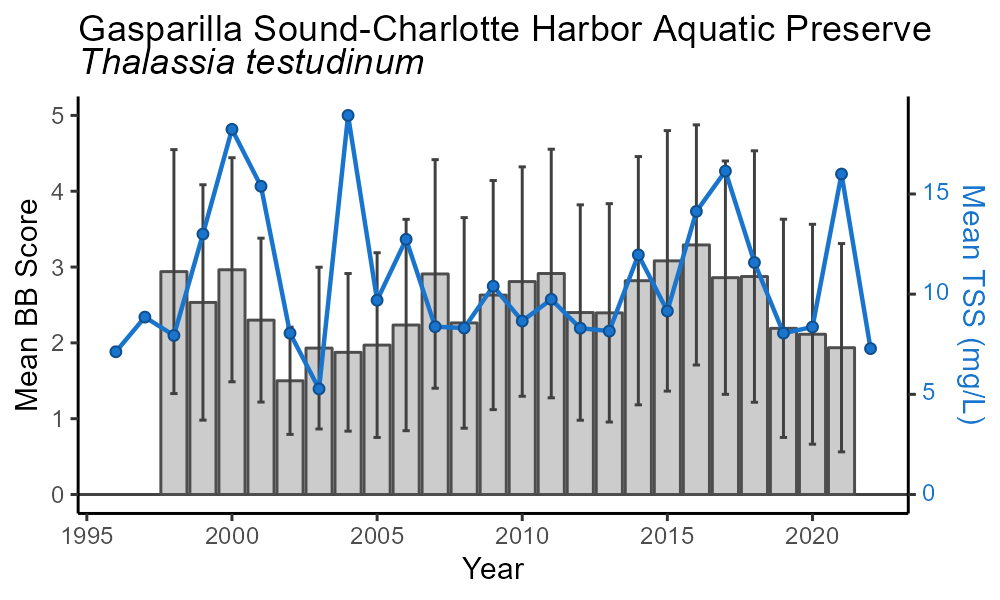 Gasparilla Sound-Charlotte Harbor Aquatic Preserve
Thalassia testudinum
Mean BB Score
5
4
3
2
1
0
15
10
5
0
Mean TSS (mg/L)
1995 2000 2005 2010 2015 2020
Year